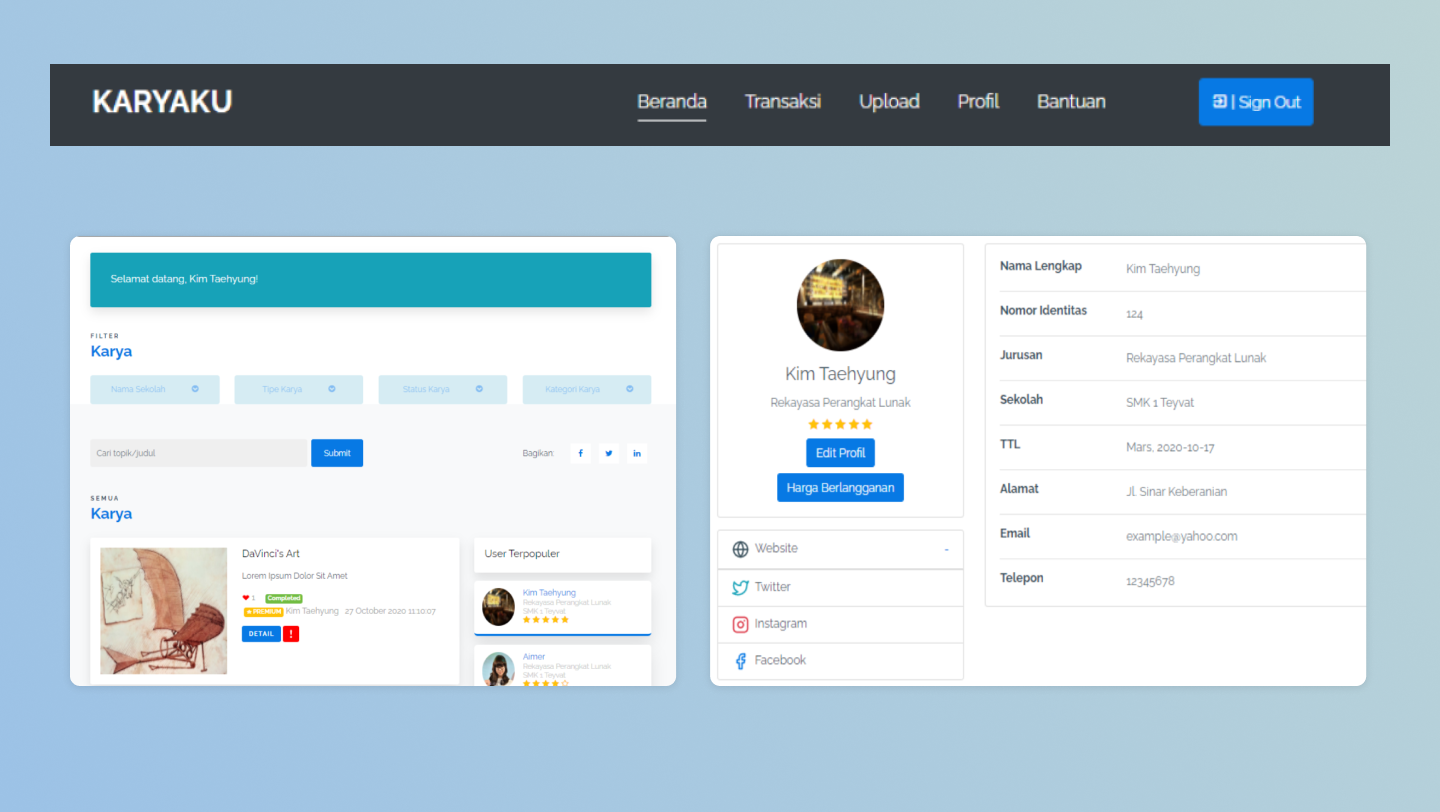 KARYAKU
Beranda Transaksi Upload Profil Bantuan | Sign Out
Selamat datang, Kim Taehyung!
FILTER
Karya
Nama Sekolah Tipe Karya Status Karya Kategori Karya
Cari topik/judul Submit Bagikan:
SEMUA
Karya
DaVinci's Art
Lorem Ipsum Dolor Sit Amet
1 Completed
PREMIUM Kim Taehyung 27 October 2020 11:10:07
DETAIL !
User Terpopuler
Kim Taehyung
Rekayasa Perangkat Lunak
SMK 1 Teyvat
Aimer
Rekayasa Perangkat Lunak
SMK 1 Teyvat
Kim Taehyung
Rekayasa Perangkat Lunak
Edit Profil
Harga Berlangganan
Website -
Twitter
Instagram
Facebook
Nama Lengkap Kim Taehyung
Nomor Identitas 124
Jurusan Rekayasa Perangkat Lunak
Sekolah SMK 1 Teyvat
TTL Mars, 2020-10-17
Alamat Jl. Sinar Keberanian
Email example@yahoo.com
Telepon 12345678